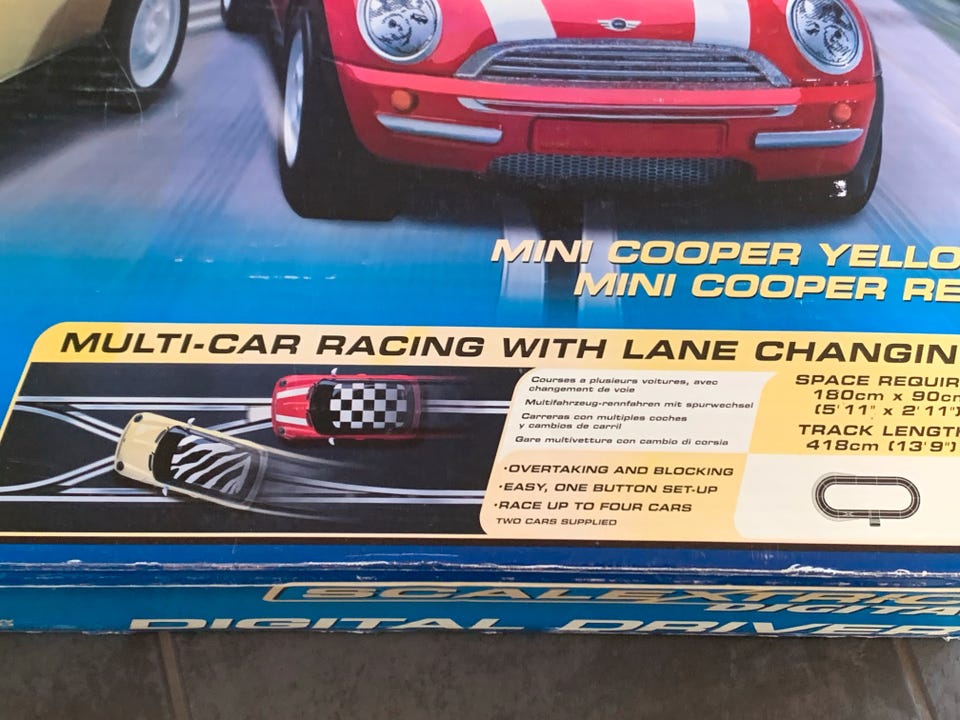 MINI COOPER YELLO
MINI COOPER RE
MULTI-CAR RACING WITH LANE CHANGIN
Courses a plusieurs voitures, avec
changement de voie
Multifahrzeug-rennfahren mit spurwechsel
Carreras con multiples coches
y cambios de carril
Gare multivetture con cambio di corsia
•OVERTAKING AND BLOCKING
•EASY, ONE BUTTON SET-UP
•RACE UP TO FOUR CARS
TWO CARS SUPPLIED
SPACE REQUIR
180cm x 90cm
(5'11" x 2'11")
TRACK LENGTH
418cm (13'9")
SCALEXTRIC
DIGITA
DIGITAL DRIVER